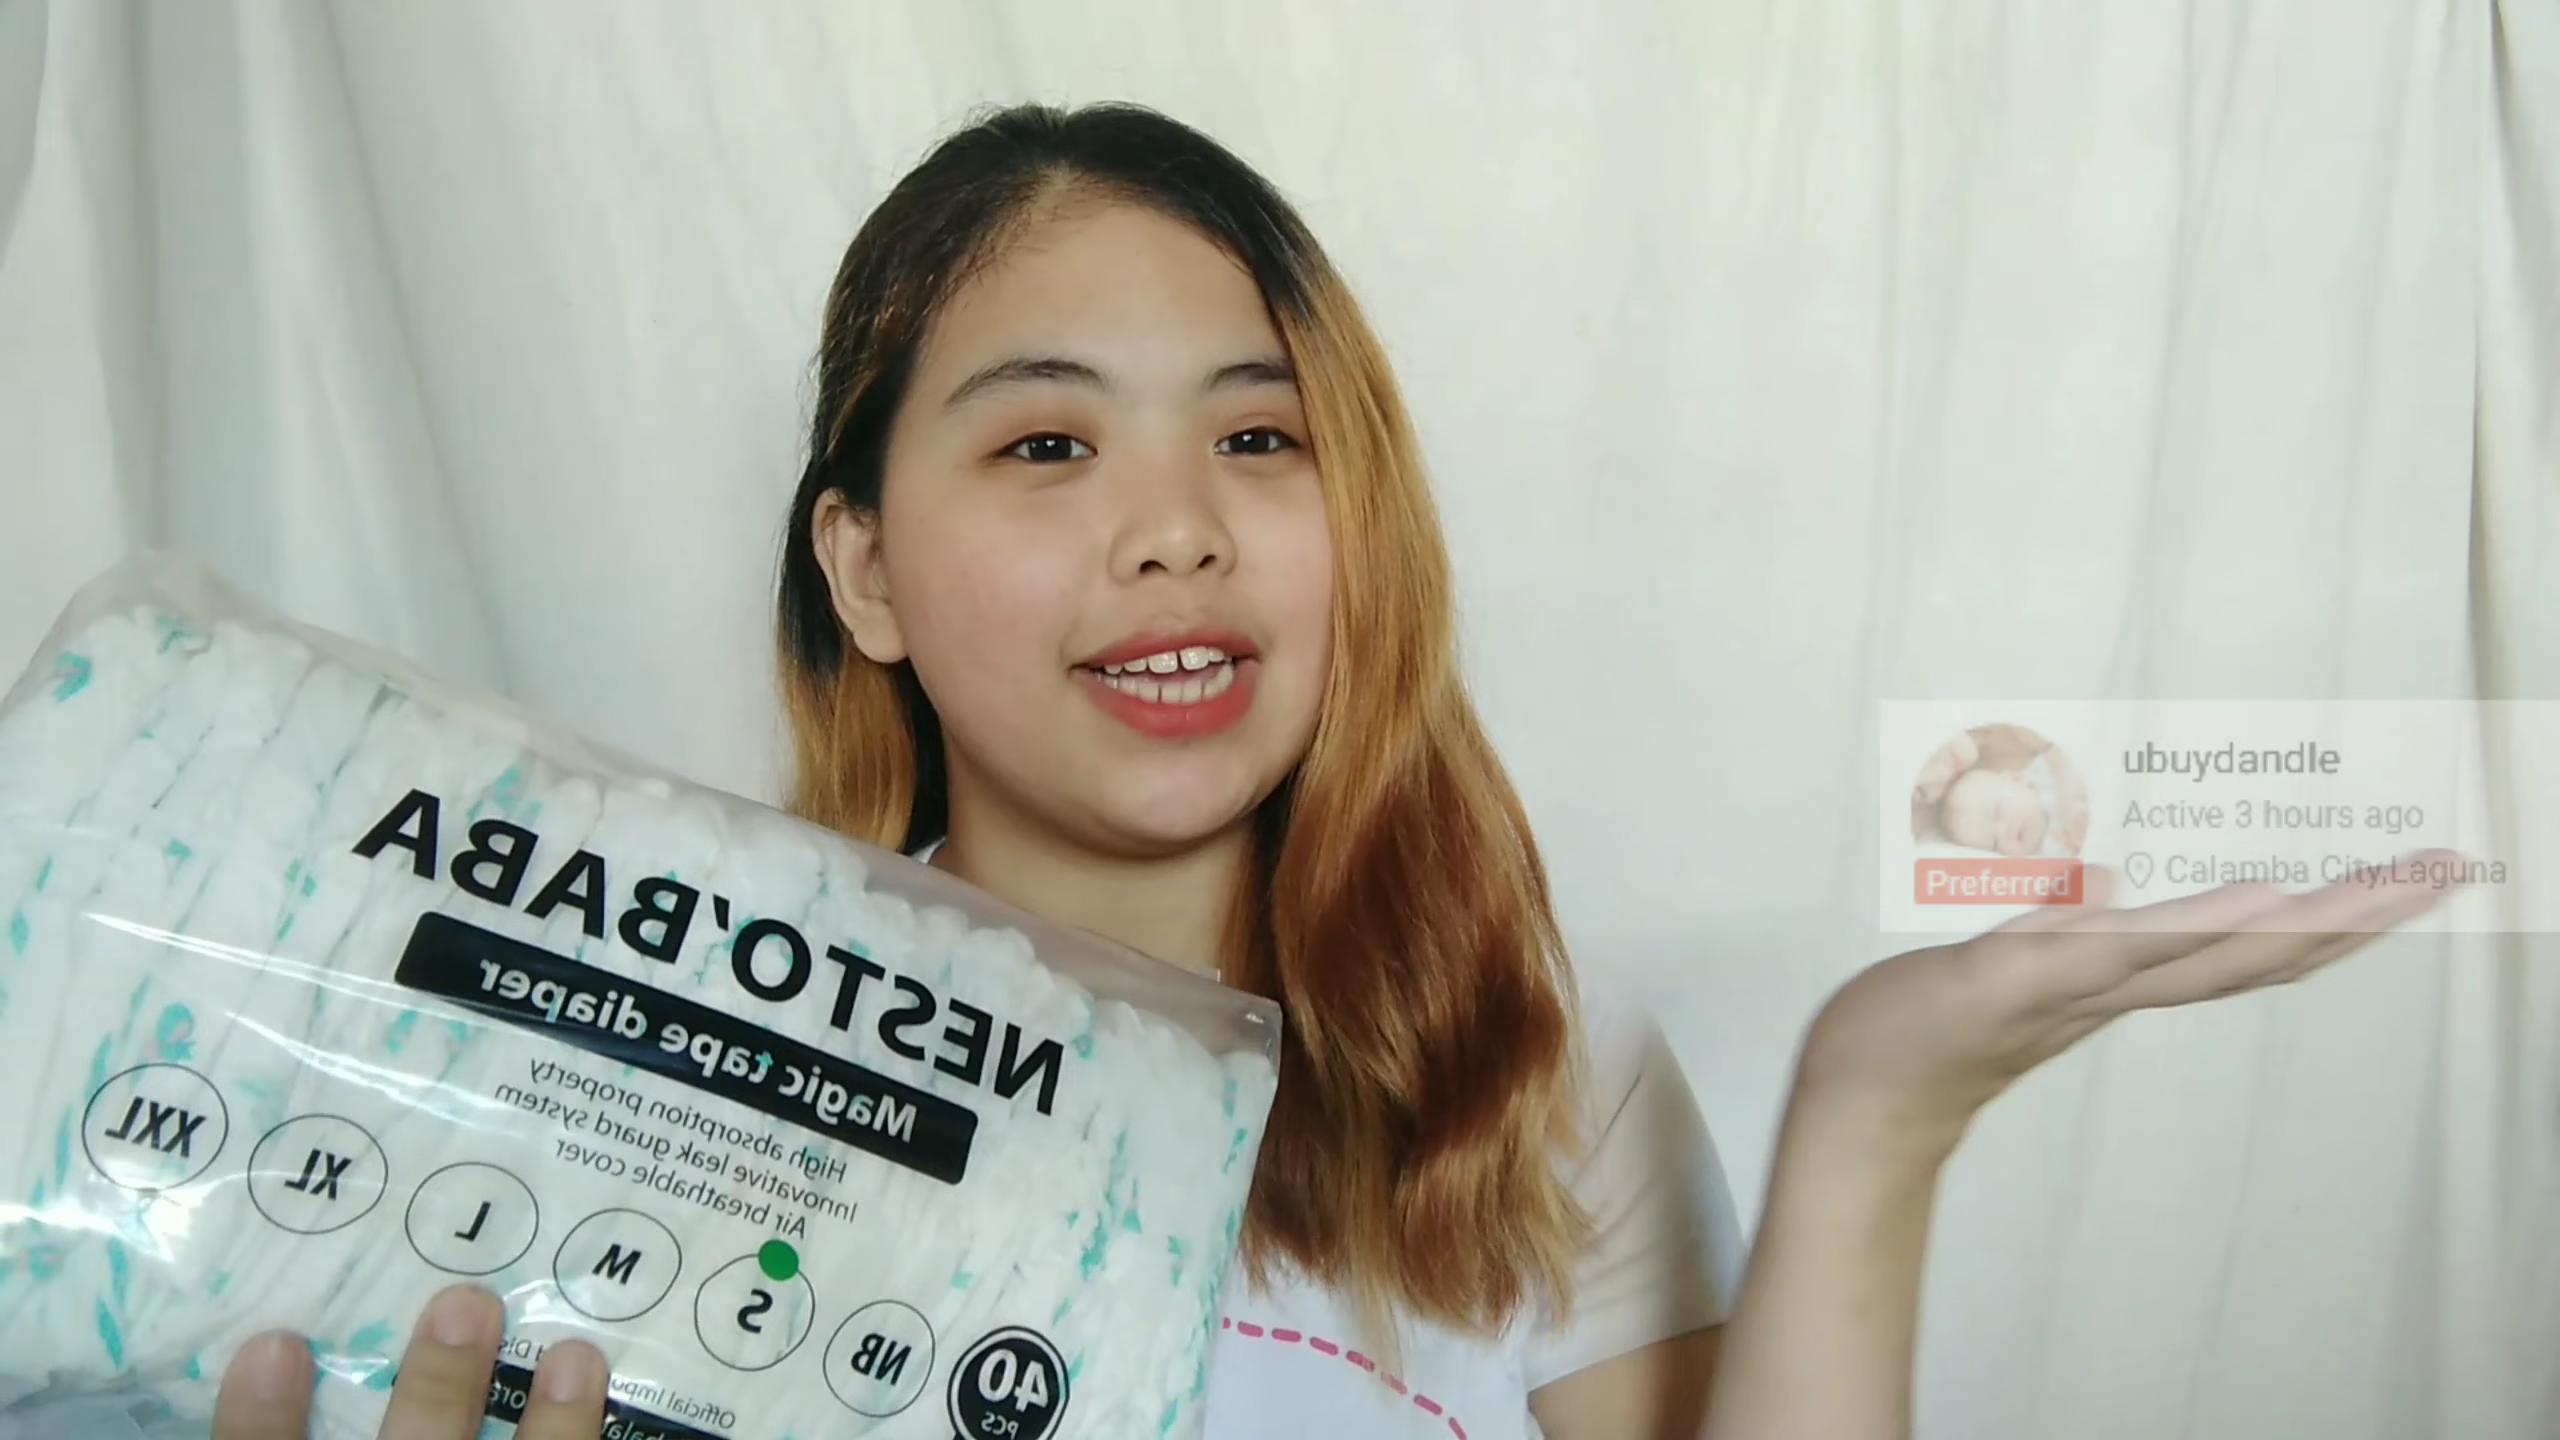 NESTO'BABA
Magic tape diaper
High absorption property
Innovative leak guard system
Air breathable cover
NB S M L XL XXL
40
PCS
Official Impo
ubuydandle
Active 3 hours ago
Preferred
Calamba City,Laguna